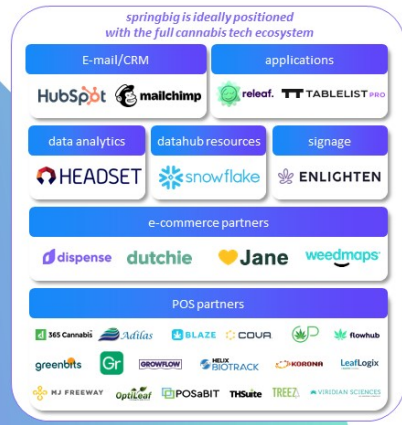 springbig is ideally positioned
with the full cannabis tech ecosystem
E-mail/CRM
applications
HubSpot mailchimp
releaf. TABLELIST PRO
data analytics
datahub resources
signage
HEADSET
snowflake
ENLIGHTEN
e-commerce partners
dispense dutchie Jane weedmaps
POS partners
365 Cannabis Adilas BLAZE COVA flowhub
greenbits Gr GROWFLOW HELIX BIOTRACK KORONA LeafLogix
MJ FREEWAY OptiLeaf POSaBIT THSuite TREEZ VIRIDIAN SCIENCES